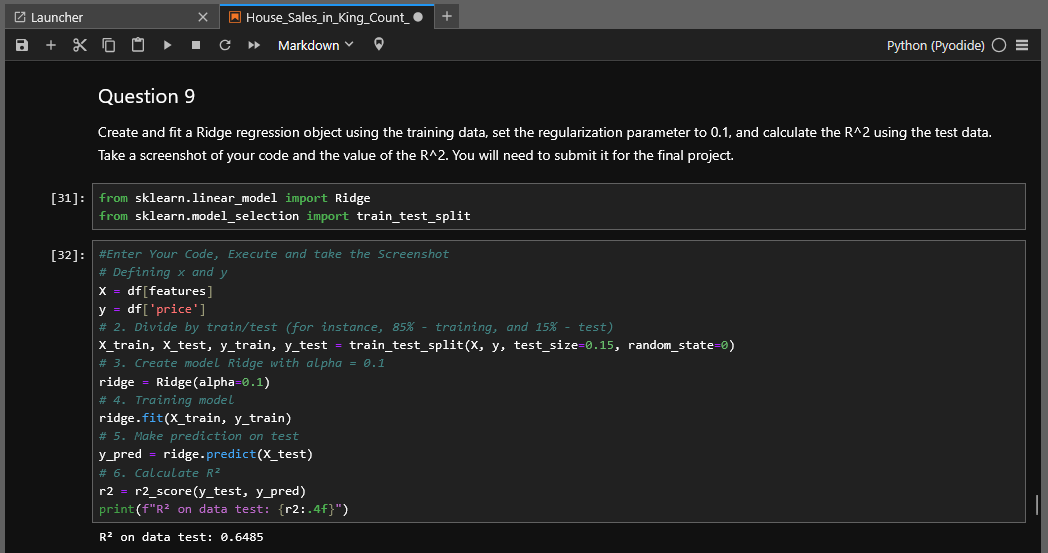 Launcher
House_Sales_in_King_Count_
Markdown
Python (Pyodide)
Question 9
Create and fit a Ridge regression object using the training data, set the regularization parameter to 0.1, and calculate the R^2 using the test data.
Take a screenshot of your code and the value of the R^2. You will need to submit it for the final project.
[31]:
from sklearn.linear_model import Ridge
from sklearn.model_selection import train_test_split
[32]:
#Enter Your Code, Execute and take the Screenshot
# Defining x and y
X = df[features]
y = df['price']
# 2. Divide by train/test (for instance, 85% - training, and 15% - test)
X_train, X_test, y_train, y_test = train_test_split(X, y, test_size=0.15, random_state=0)
# 3. Create model Ridge with alpha = 0.1
ridge = Ridge(alpha=0.1)
# 4. Training model
ridge.fit(X_train, y_train)
# 5. Make prediction on test
y_pred = ridge.predict(X_test)
# 6. Calculate R²
r2 = r2_score(y_test, y_pred)
print(f"R² on data test: {r2:.4f}")
R² on data test: 0.6485